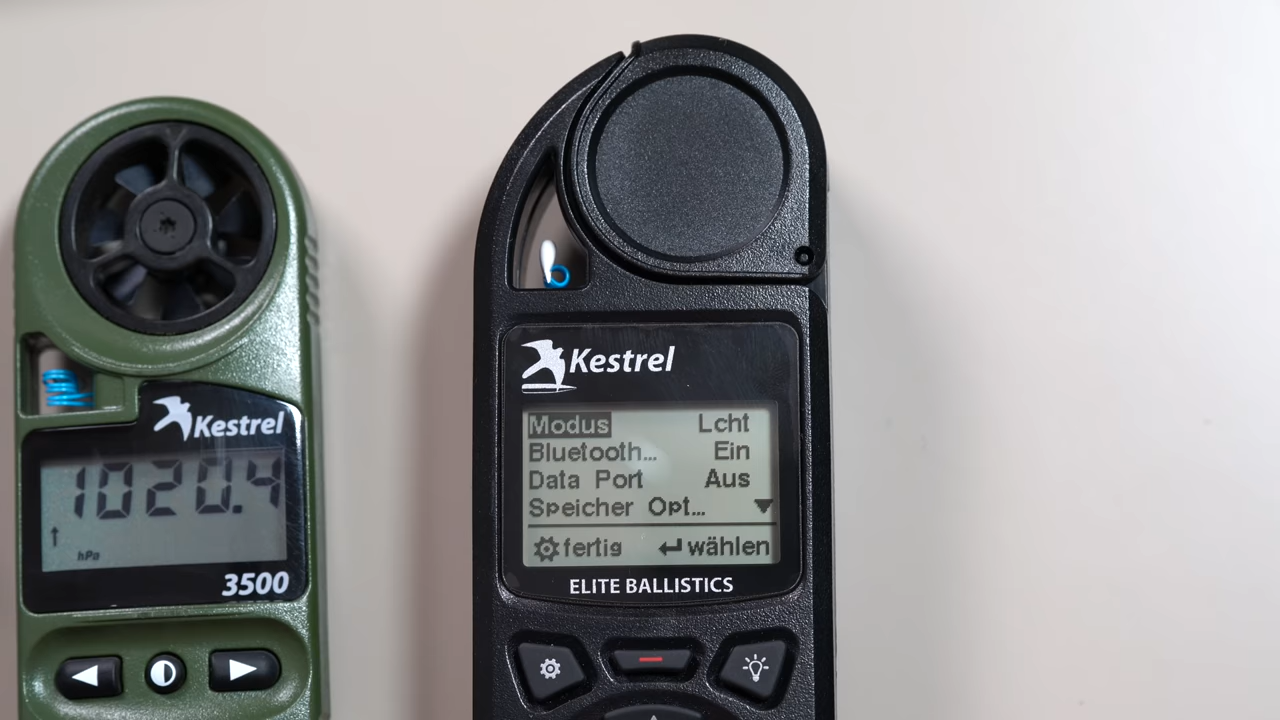 Kestrel
1020.4
hPa
3500
Kestrel
Modus Lcht
Bluetooth... Ein
Data Port Aus
Speicher Opt...
fertig wählen
ELITE BALLISTICS